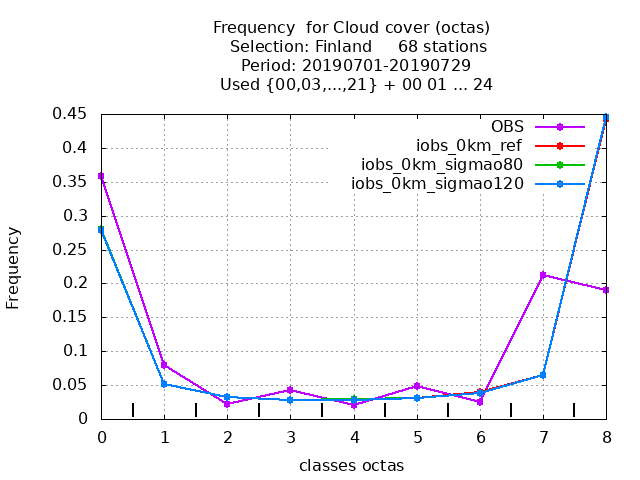 Frequency  for Cloud cover (octas)
Selection: Finland     68 stations
Period: 20190701-20190729
Used {00,03,...,21} + 00 01 ... 24
OBS
iobs_0km_ref
iobs_0km_sigmao80
iobs_0km_sigmao120
Frequency
0.45
0.4
0.35
0.3
0.25
0.2
0.15
0.1
0.05
0
0 1 2 3 4 5 6 7 8
classes octas